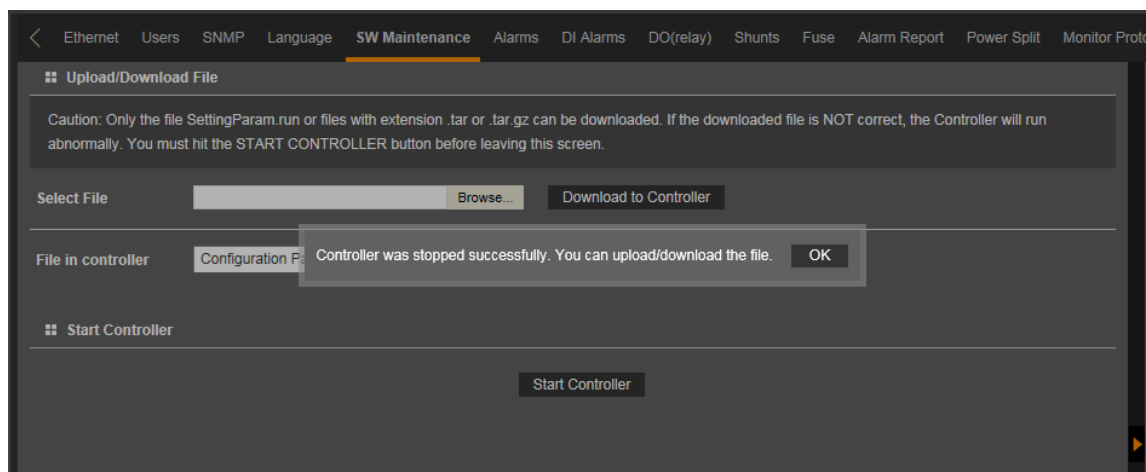 Ethernet Users SNMP Language SW Maintenance Alarms DI Alarms DO(relay) Shunts Fuse Alarm Report Power Split Monitor
Upload/Download File
Caution: Only the file SettingParam.run or files with extension .tar or .tar.gz can be downloaded. If the downloaded file is NOT correct, the Controller will run
abnormally. You must hit the START CONTROLLER button before leaving this screen.
Select File Browse... Download to Controller
File in controller Configuration
Controller was stopped successfully. You can upload/download the file. OK
Start Controller
Start Controller